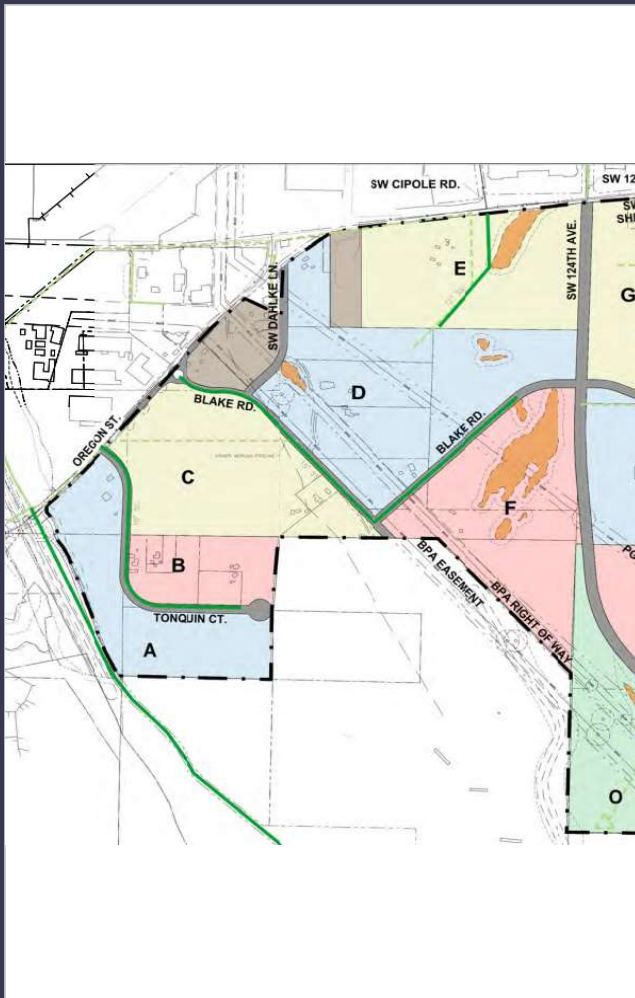 SW CIPOLE RD.
SW 12
SW
SH
E
SW 124TH AVE.
G
SW DAHLKE LN.
D
BLAKE RD.
BLAKE RD.
OREGON ST.
C
F
B
BPA EASEMENT
BPA RIGHT OF WAY
PG
TONQUIN CT.
A
O